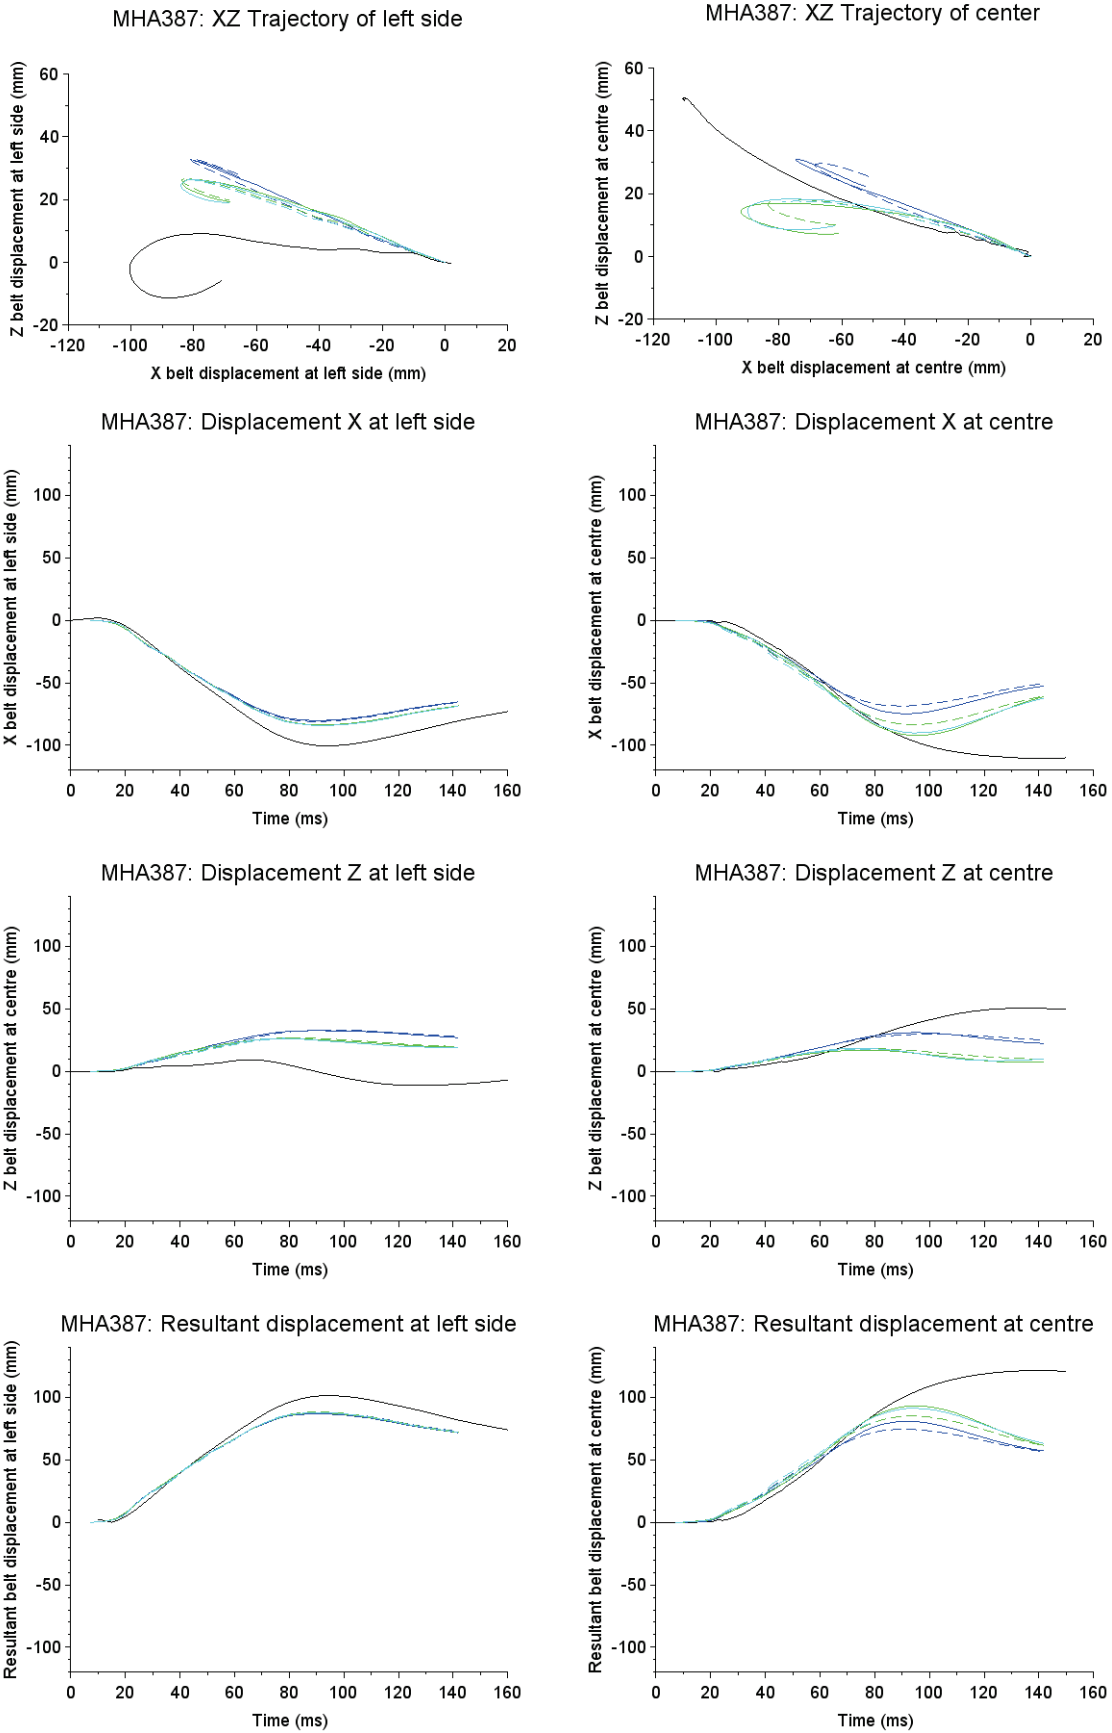 MHA387: XZ Trajectory of left side
Z belt displacement at left side (mm)
60
40
20
0
-20
-120 -100 -80 -60 -40 -20 0 20
X belt displacement at left side (mm)
MHA387: XZ Trajectory of center
Z belt displacement at centre (mm)
60
40
20
0
-20
-120 -100 -80 -60 -40 -20 0 20
X belt displacement at centre (mm)
MHA387: Displacement X at left side
X belt displacement at left side (mm)
100
50
0
-50
-100
0 20 40 60 80 100 120 140 160
Time (ms)
MHA387: Displacement X at centre
X belt displacement at centre (mm)
100
50
0
-50
-100
0 20 40 60 80 100 120 140 160
Time (ms)
MHA387: Displacement Z at left side
Z belt displacement at centre (mm)
100
50
0
-50
-100
0 20 40 60 80 100 120 140 160
Time (ms)
MHA387: Displacement Z at centre
Z belt displacement at centre (mm)
100
50
0
-50
-100
0 20 40 60 80 100 120 140 160
Time (ms)
MHA387: Resultant displacement at left side
Resultant belt displacement at left side (mm)
100
50
0
-50
-100
0 20 40 60 80 100 120 140 160
Time (ms)
MHA387: Resultant displacement at centre
Resultant belt displacement at centre (mm)
100
50
0
-50
-100
0 20 40 60 80 100 120 140 160
Time (ms)